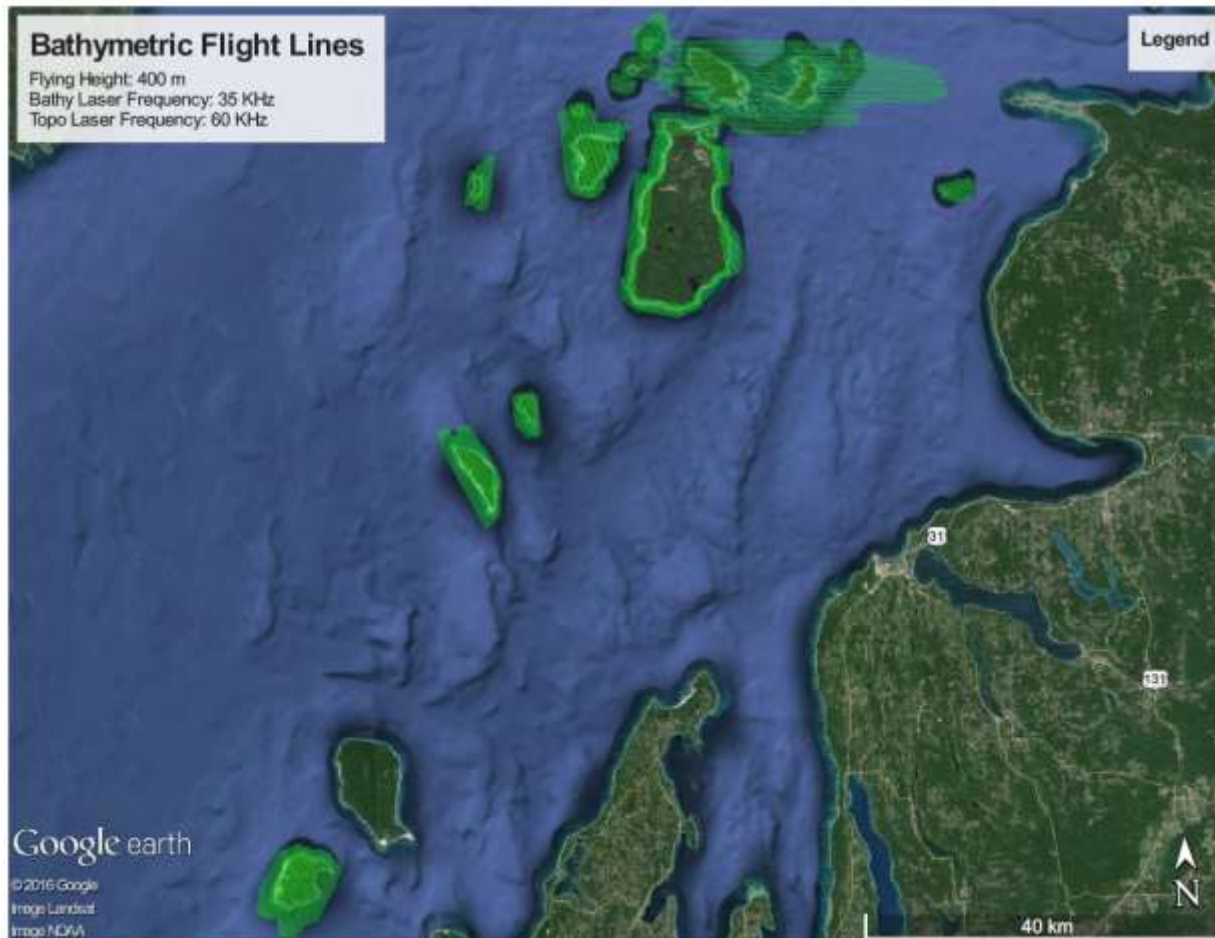 Bathymetric Flight Lines
Flying Height: 400 m
Bathy Laser Frequency: 35 KHz
Topo Laser Frequency: 60 KHz
Legend
31
131
Google earth
© 2016 Google
Image Landsat
Image NOAA
N
40 km